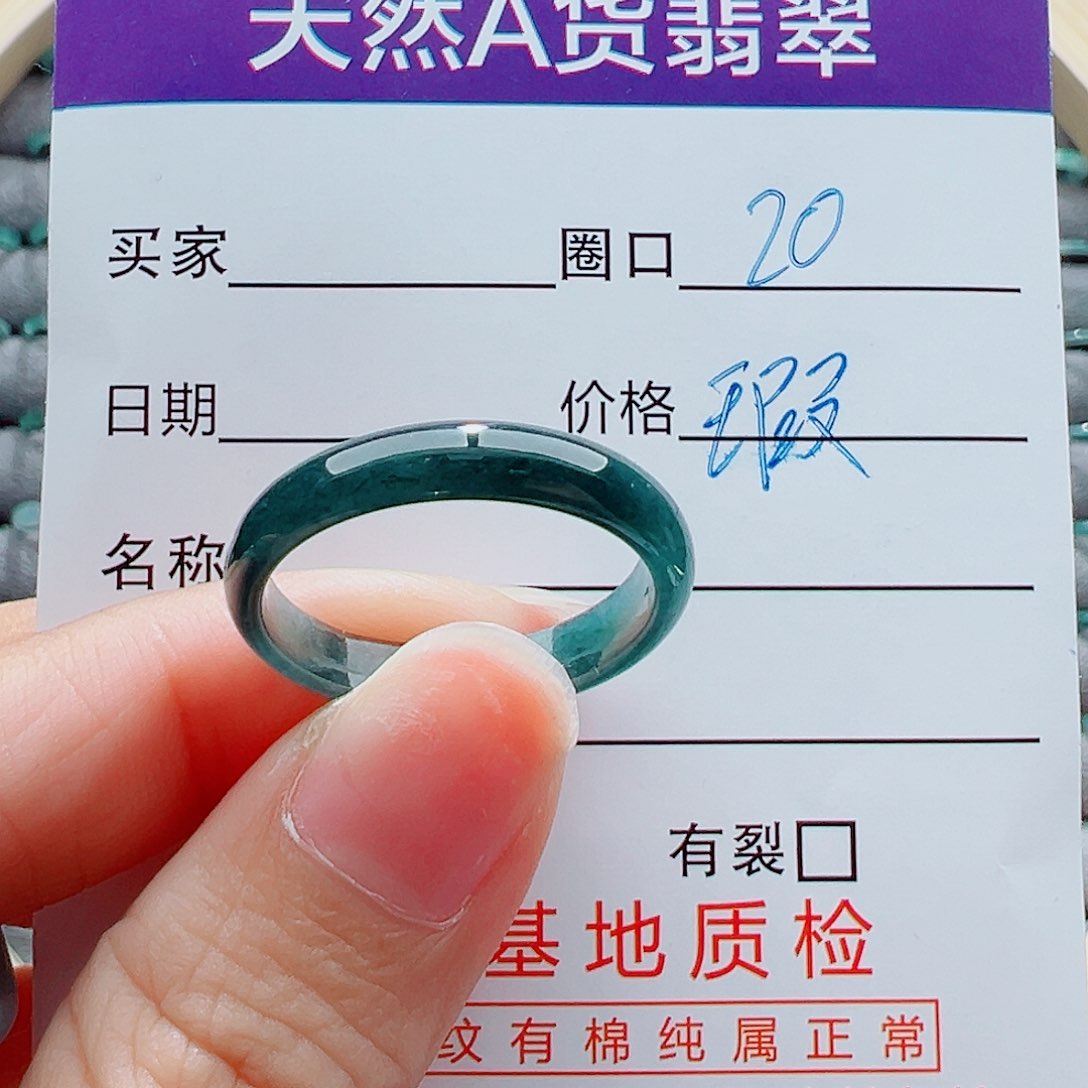 天然A货翡翠
买家 圈口 20
日期 价格 瑕
名称
有裂
基地质检
纹有棉纯属正常